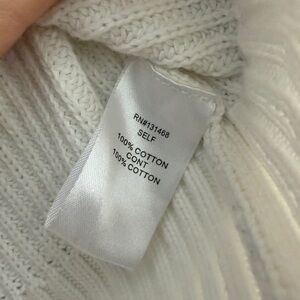 RN#131468
SELF
100% COTTON
CONT
100% COTTON